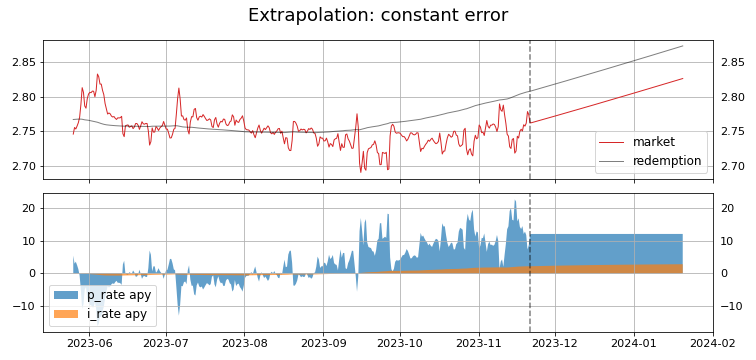 Extrapolation: constant error
2.85 2.85
2.80 2.80
2.75 2.75
2.70 2.70
market
redemption
20 20
10 10
0 0
−10 −10
p_rate apy
i_rate apy
2023-06 2023-07 2023-08 2023-09 2023-10 2023-11 2023-12 2024-01 2024-02